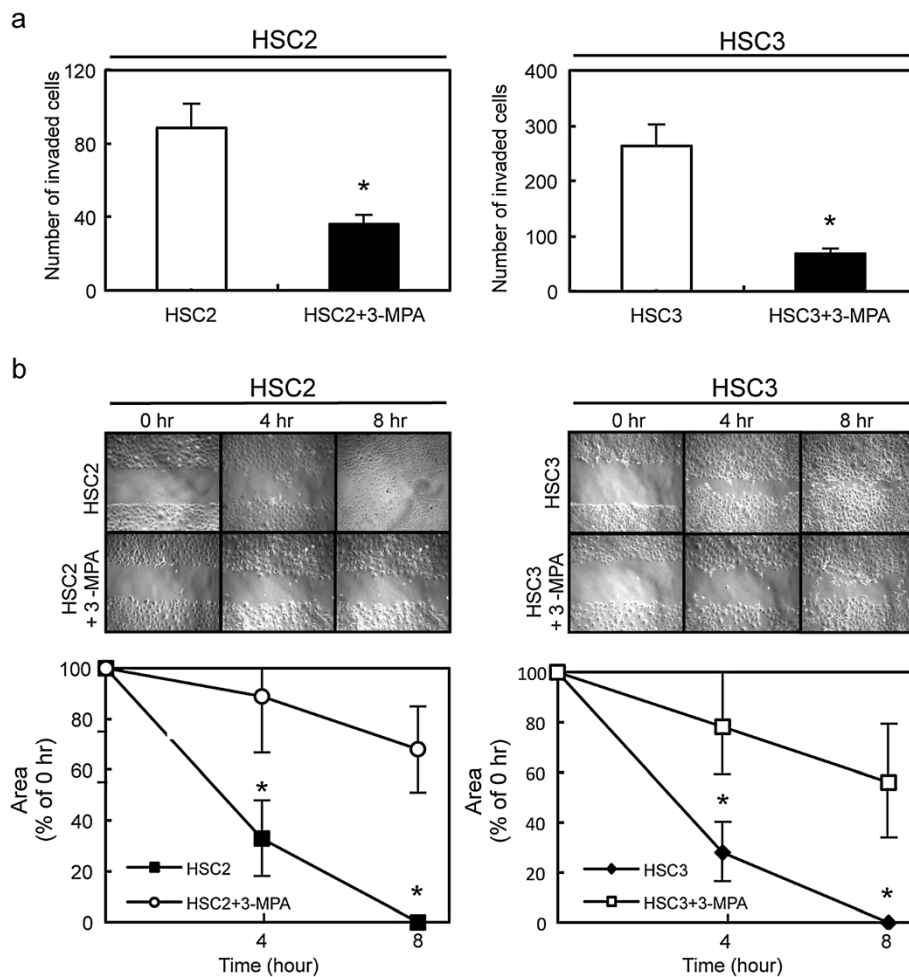 a
HSC2
Number of invaded cells
120
80
40
0
*
HSC2
HSC2+3-MPA
HSC3
Number of invaded cells
400
300
200
100
0
*
HSC3
HSC3+3-MPA
b
HSC2
0 hr 4 hr 8 hr
HSC2
HSC2
+ 3 -MPA
HSC3
0 hr 4 hr 8 hr
HSC3
HSC3
+ 3 -MPA
Area
(% of 0 hr)
100
80
60
40
20
0
*
*
HSC2
HSC2+3-MPA
4 8
Time (hour)
Area
(% of 0 hr)
100
80
60
40
20
0
*
*
HSC3
HSC3+3-MPA
4 8
Time (hour)